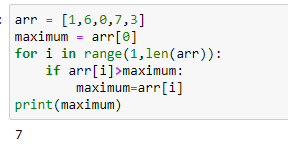 : arr = [1,6,0,7,3]
maximum = arr[0]
for i in range(1,len(arr)):
    if arr[i]>maximum:
        maximum=arr[i]
print(maximum)
7